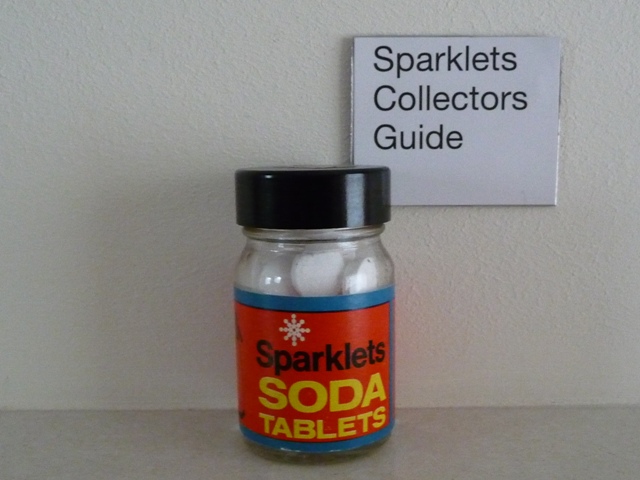 Sparklets
Collectors
Guide
Sparklets
SODA
TABLETS